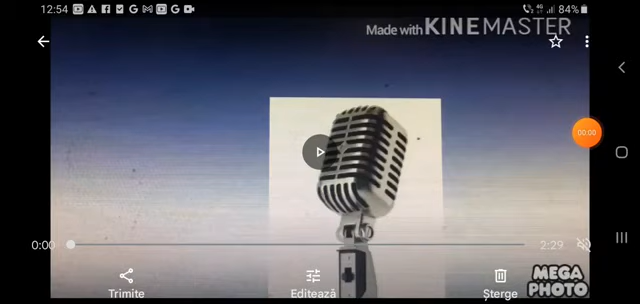 12:54
84%
Made with KINEMASTER
00:00
0:00
2:29
Trimite
Editează
Șterge
MEGA
PHOTO